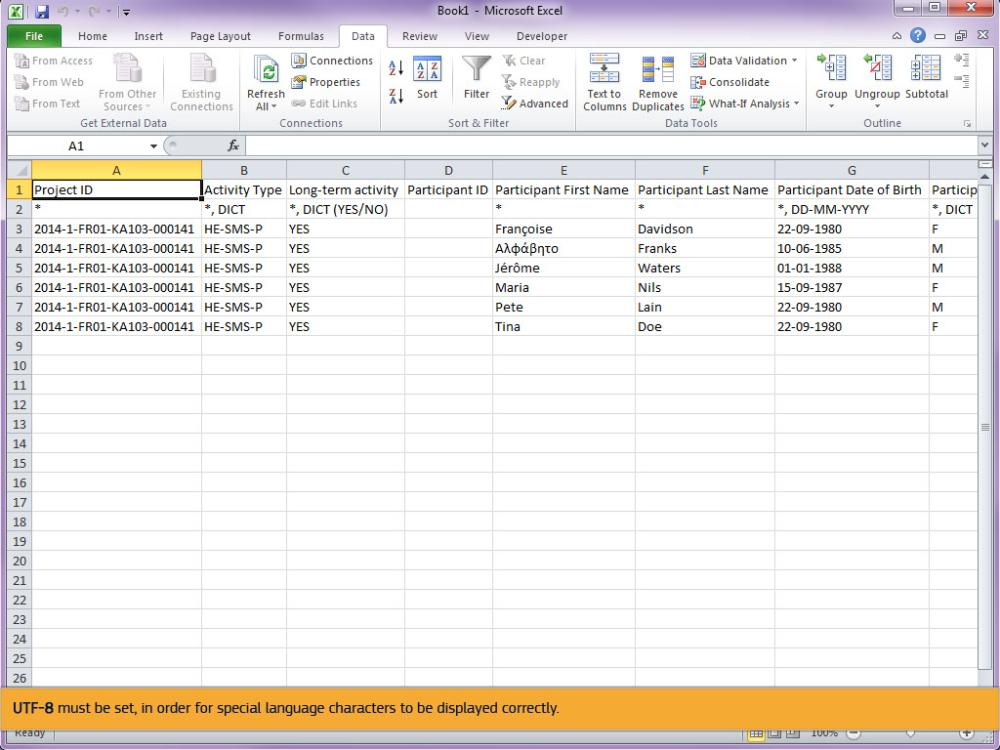 Book1 - Microsoft Excel
File Home Insert Page Layout Formulas Data Review View Developer
From Access
From Web
From Text
From Other Sources
Existing Connections
Get External Data
Refresh All
Connections
Properties
Edit Links
Connections
Sort
Filter
Clear
Reapply
Advanced
Sort & Filter
Text to Columns
Remove Duplicates
Data Validation
Consolidate
What-If Analysis
Data Tools
Group
Ungroup
Subtotal
Outline
A1 fx
A B C D E F G
1 Project ID Activity Type Long-term activity Participant ID Participant First Name Participant Last Name Participant Date of Birth Particip
2 * *, DICT *, DICT (YES/NO) * * *, DD-MM-YYYY *, DICT
3 2014-1-FR01-KA103-000141 HE-SMS-P YES Françoise Davidson 22-09-1980 F
4 2014-1-FR01-KA103-000141 HE-SMS-P YES Αλφάβητο Franks 10-06-1985 M
5 2014-1-FR01-KA103-000141 HE-SMS-P YES Jérôme Waters 01-01-1988 M
6 2014-1-FR01-KA103-000141 HE-SMS-P YES Maria Nils 15-09-1987 F
7 2014-1-FR01-KA103-000141 HE-SMS-P YES Pete Lain 22-09-1980 M
8 2014-1-FR01-KA103-000141 HE-SMS-P YES Tina Doe 22-09-1980 F
9
10
11
12
13
14
15
16
17
18
19
20
21
22
23
24
25
26
UTF-8 must be set, in order for special language characters to be displayed correctly.
Ready 100%